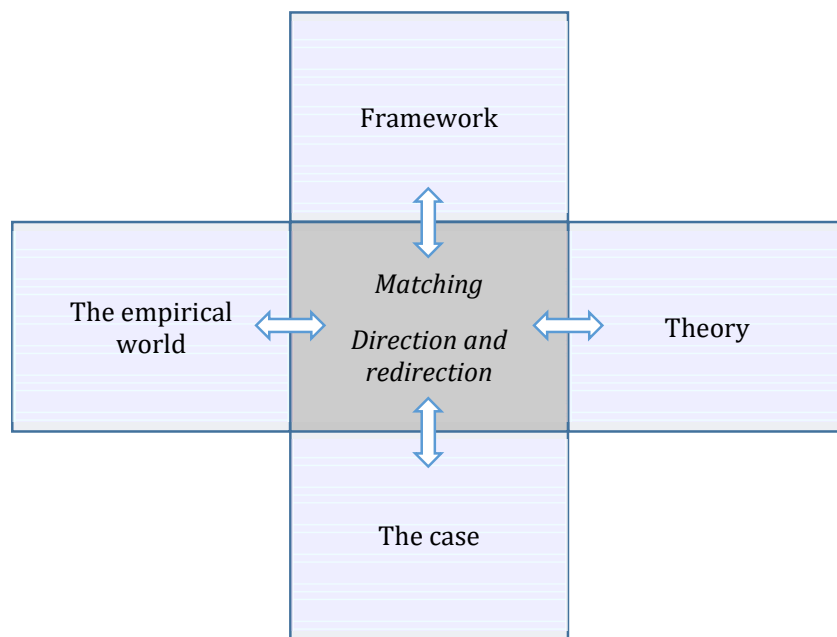 Framework
The empirical
world
Matching
Direction and
redirection
Theory
The case